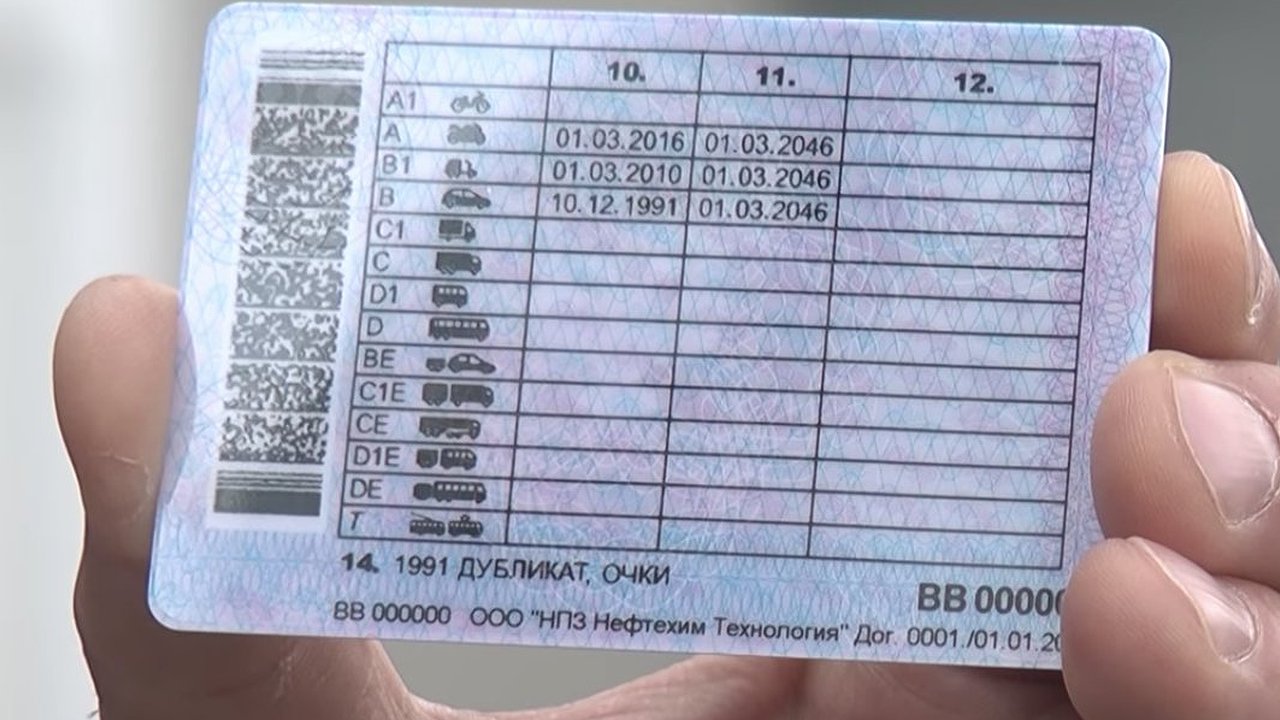 10. 11. 12.
A1
A 01.03.2016 01.03.2046
B1 01.03.2010 01.03.2046
B 10.12.1991 01.03.2046
C1
C
D1
D
BE
C1E
CE
D1E
DE
T
14. 1991 ДУБЛИКАТ, ОЧКИ
BB 00000
BB 000000 ООО "НПЗ Нефтехим Технология" Дог. 0001./01.01.20